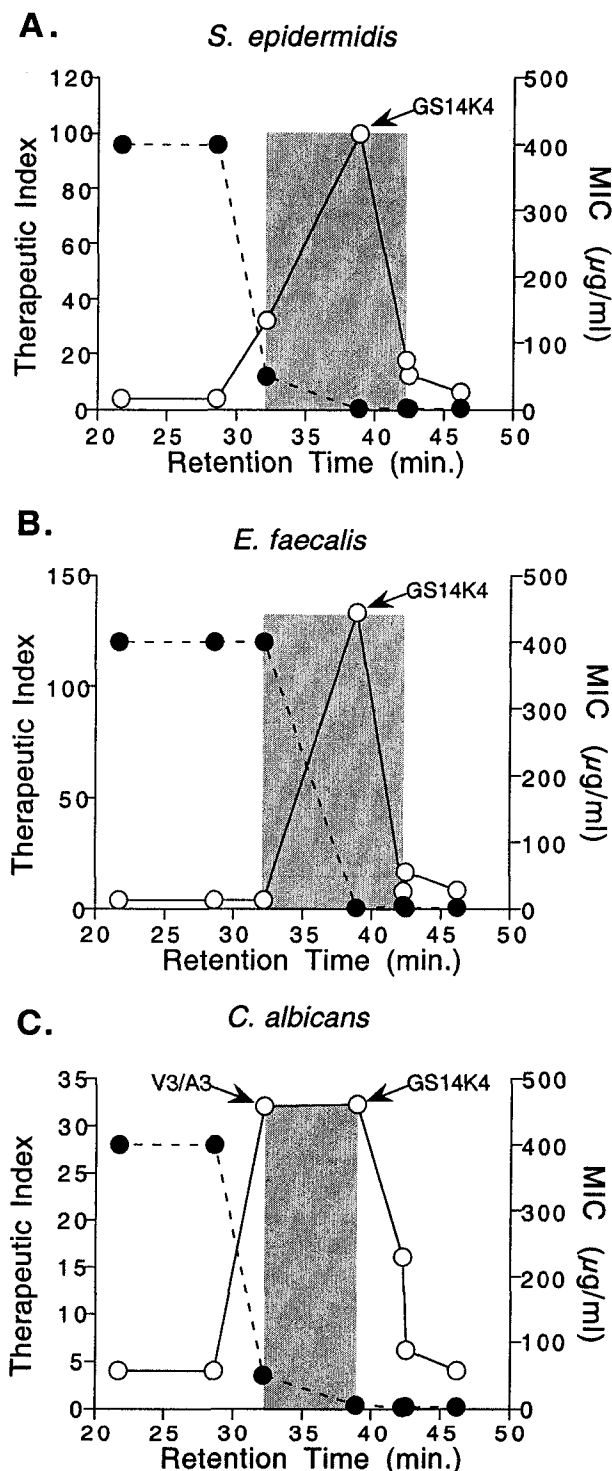 A.
S. epidermidis
120
100
80
60
40
20
0
Therapeutic Index
500
400
300
200
100
0
MIC (µg/ml)
GS14K4
20 25 30 35 40 45 50
Retention Time (min.)
B.
E. faecalis
150
100
50
0
Therapeutic Index
500
400
300
200
100
0
MIC (µg/ml)
GS14K4
20 25 30 35 40 45 50
Retention Time (min.)
C.
C. albicans
35
30
25
20
15
10
5
0
Therapeutic Index
500
400
300
200
100
0
MIC (µg/ml)
V3/A3
GS14K4
20 25 30 35 40 45 50
Retention Time (min.)